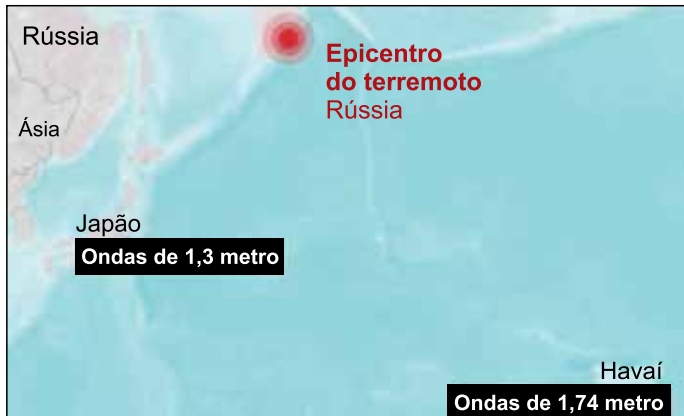 Rússia
Epicentro
do terremoto
Rússia
Ásia
Japão
Ondas de 1,3 metro
Havaí
Ondas de 1,74 metro